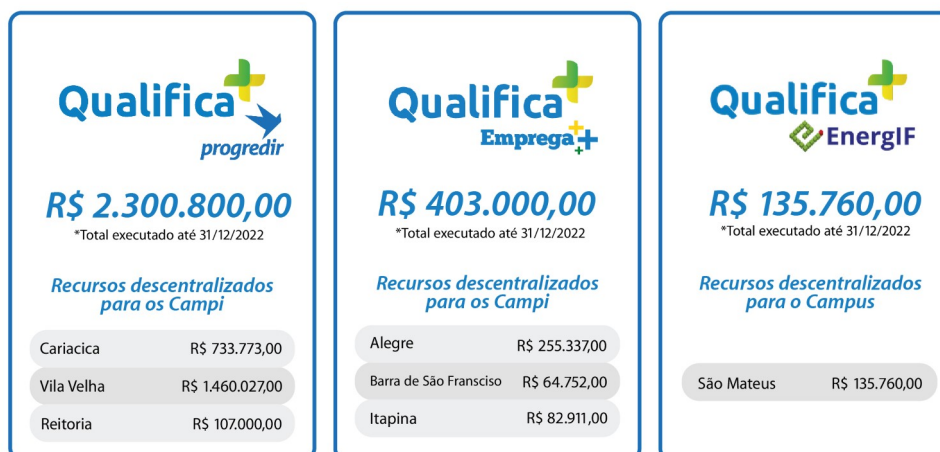 Qualifica
progredir
R$ 2.300.800,00
*Total executado até 31/12/2022
Recursos descentralizados
para os Campi
Cariacica R$ 733.773,00
Vila Velha R$ 1.460.027,00
Reitoria R$ 107.000,00
Qualifica
Emprega
R$ 403.000,00
*Total executado até 31/12/2022
Recursos descentralizados
para os Campi
Alegre R$ 255.337,00
Barra de São Fransciso R$ 64.752,00
Itapina R$ 82.911,00
Qualifica
EnergIF
R$ 135.760,00
*Total executado até 31/12/2022
Recursos descentralizados
para o Campus
São Mateus R$ 135.760,00